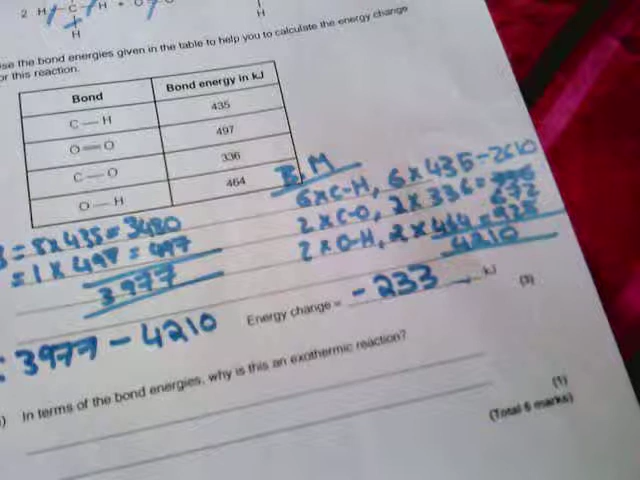 2 H C H + O O
H
H
se the bond energies given in the table to help you to calculate the energy change
or this reaction.
Bond Bond energy in kJ
C — H 435
O = O 497
C — O 336
O — H 464
B M
6 x C-H, 6 x 435 - 2610
2 x C-O, 2 x 336 = 672
2 x O-H, 2 x 464 = 928
4210
= 8 x 435 = 3480
= 1 x 497 = 497
3977
: 3977 - 4210
Energy change = - 233 kJ
(3)
) In terms of the bond energies, why is this an exothermic reaction?
(1)
(Total 6 marks)